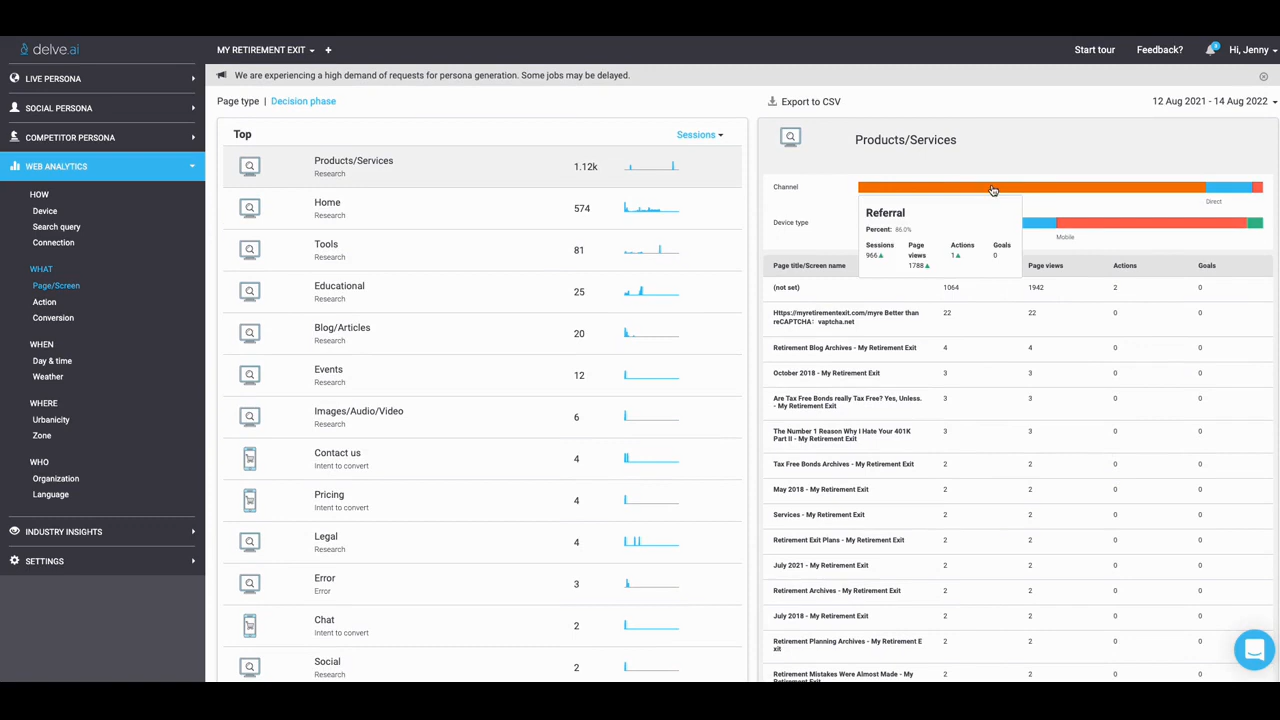 delve.ai
MY RETIREMENT EXIT
+
Start tour
Feedback?
Hi, Jenny
LIVE PERSONA
SOCIAL PERSONA
COMPETITOR PERSONA
WEB ANALYTICS
HOW
Device
Search query
Connection
WHAT
Page/Screen
Action
Conversion
WHEN
Day & time
Weather
WHERE
Urbanicity
Zone
WHO
Organization
Language
INDUSTRY INSIGHTS
SETTINGS
We are experiencing a high demand of requests for persona generation. Some jobs may be delayed.
Page type | Decision phase
Export to CSV
12 Aug 2021 - 14 Aug 2022
Top
Sessions
Products/Services
Research
1.12k
Home
Research
574
Tools
Research
81
Educational
Research
25
Blog/Articles
Research
20
Events
Research
12
Images/Audio/Video
Research
6
Contact us
Intent to convert
4
Pricing
Intent to convert
4
Legal
Research
4
Error
Error
3
Chat
Intent to convert
2
Social
Research
2
Products/Services
Channel
Direct
Device type
Mobile
Referral
Percent: 86.0%
Sessions
Page views
Actions
Goals
966
1788
1
0
Page title/Screen name
Page views
Actions
Goals
(not set) 1064 1942 2 0
Https://myretirementexit.com/myre Better than
reCAPTCHA: vaptcha.net
22 22 0 0
Retirement Blog Archives - My Retirement Exit 4 4 0 0
October 2018 - My Retirement Exit 3 3 0 0
Are Tax Free Bonds really Tax Free? Yes, Unless.
- My Retirement Exit
3 3 0 0
The Number 1 Reason Why I Hate Your 401K
Part II - My Retirement Exit
3 3 0 0
Tax Free Bonds Archives - My Retirement Exit 2 2 0 0
May 2018 - My Retirement Exit 2 2 0 0
Services - My Retirement Exit 2 2 0 0
Retirement Exit Plans - My Retirement Exit 2 2 0 0
July 2021 - My Retirement Exit 2 2 0 0
Retirement Archives - My Retirement Exit 2 2 0 0
July 2018 - My Retirement Exit 2 2 0 0
Retirement Planning Archives - My Retirement E
xit
2 2 0 0
Retirement Mistakes Were Almost Made - My
Retirement Exit
2 2 0 0